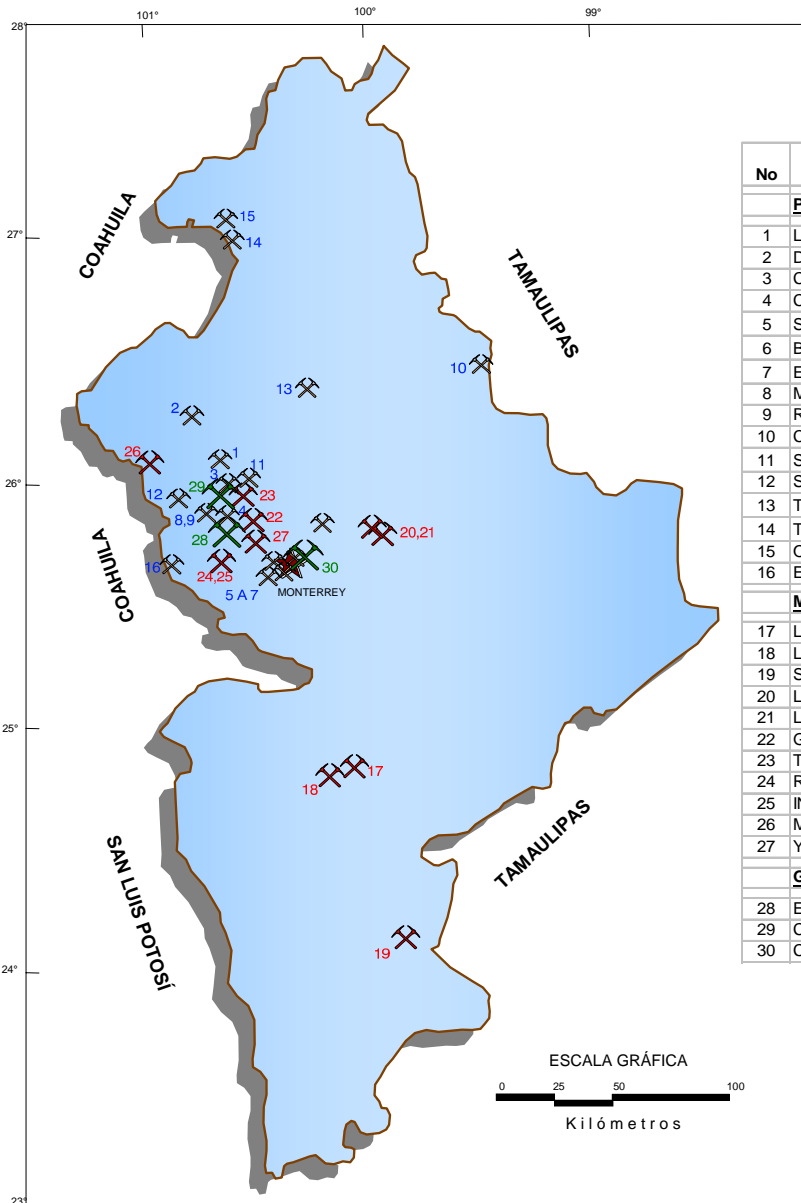 101°
100°
99°
28°
27°
26°
25°
24°
23°
COAHUILA
TAMAULIPAS
COAHUILA
SAN LUIS POTOSÍ
TAMAULIPAS
15
14
13
10
2
1
11
26
3
29
23
12
4
8,9
22
28
27
20,21
16
24,25
30
5 A 7
MONTERREY
17
18
19
ESCALA GRÁFICA
0 25 50 100
Kilómetros
No
P
1 L
2 D
3 C
4 C
5 S
6 B
7 E
8 M
9 R
10 C
11 S
12 S
13 T
14 T
15 C
16 E
M
17 L
18 L
19 S
20 L
21 L
22 G
23 T
24 R
25 IN
26 M
27 Y
G
28 E
29 C
30 C